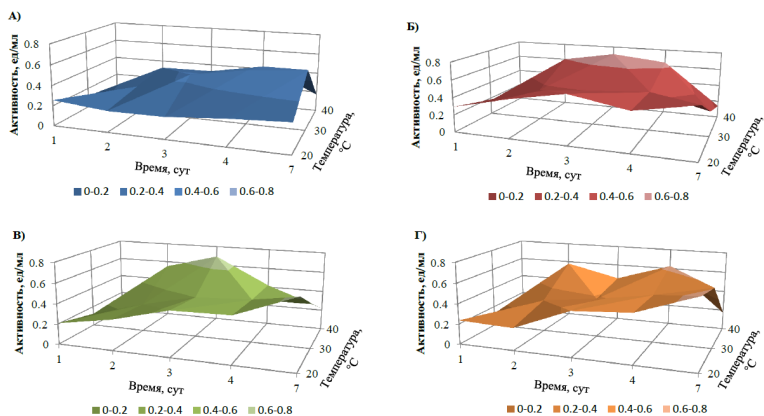 А)
Активность, ед/мл
0.8
0.6
0.4
0.2
0
1
2
3
4
7
Время, сут
20
30
40
Температура,
°С
0-0.2 0.2-0.4 0.4-0.6 0.6-0.8
Б)
Активность, ед/мл
0.8
0.6
0.4
0.2
0
1
2
3
4
7
Время, сут
20
30
40
Температура,
°С
0-0.2 0.2-0.4 0.4-0.6 0.6-0.8
В)
Активность, ед/мл
0.8
0.6
0.4
0.2
0
1
2
3
4
7
Время, сут
20
30
40
Температура,
°С
0-0.2 0.2-0.4 0.4-0.6 0.6-0.8
Г)
Активность, ед/мл
0.8
0.6
0.4
0.2
0
1
2
3
4
7
Время, сут
20
30
40
Температура,
°С
0-0.2 0.2-0.4 0.4-0.6 0.6-0.8